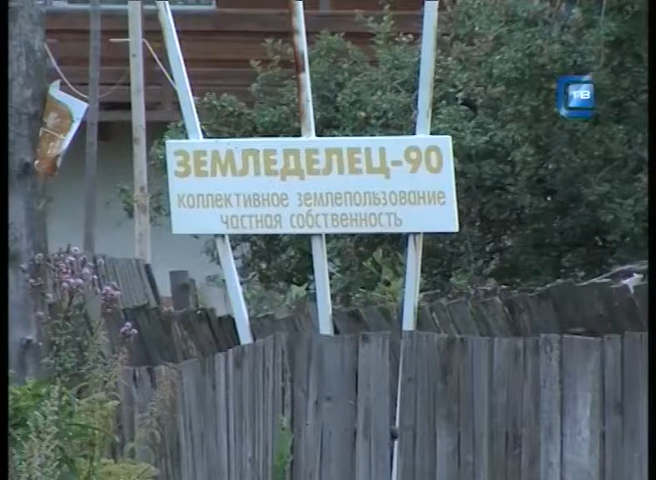 ТВ
ЗЕМЛЕДЕЛЕЦ-90
КОЛЛЕКТИВНОЕ ЗЕМЛЕПОЛЬЗОВАНИЕ
ЧАСТНАЯ СОБСТВЕННОСТЬ